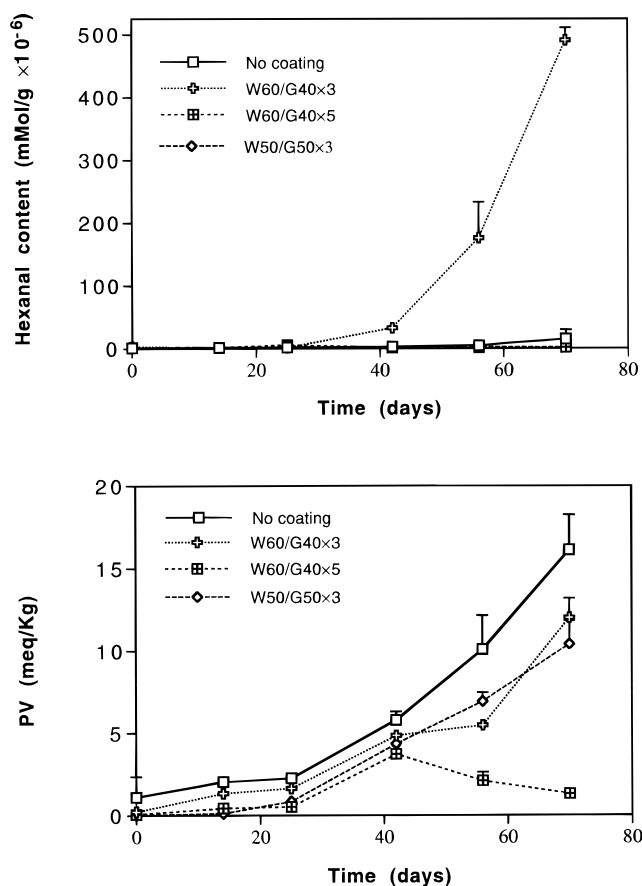 Hexanal content (mMol/g ×10⁻⁶)
500
400
300
200
100
0
No coating
W60/G40×3
W60/G40×5
W50/G50×3
0 20 40 60 80
Time (days)
PV (meq/Kg)
20
15
10
5
0
No coating
W60/G40×3
W60/G40×5
W50/G50×3
0 20 40 60 80
Time (days)